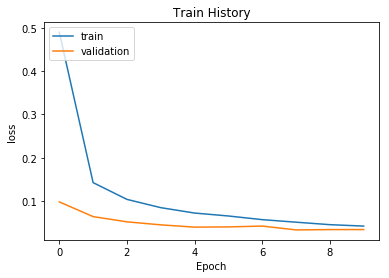 Train History
0.5
train
validation
0.4
0.3
0.2
0.1
loss
0 2 4 6 8
Epoch